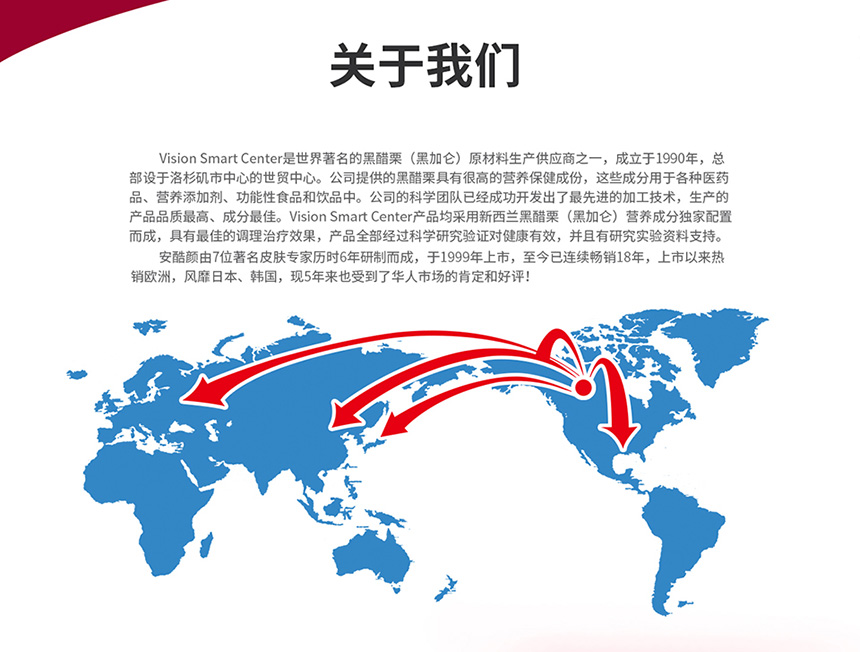 关于我们
Vision Smart Center是世界著名的黑醋栗（黑加仑）原材料生产供应商之一，成立于1990年，总
部设于洛杉矶市中心的世贸中心。公司提供的黑醋栗具有很高的营养保健成份，这些成分用于各种医药
品、营养添加剂、功能性食品和饮品中。公司的科学团队已经成功开发出了最先进的加工技术，生产的
产品品质最高、成分最佳。Vision Smart Center产品均采用新西兰黑醋栗（黑加仑）营养成分独家配置
而成，具有最佳的调理治疗效果，产品全部经过科学研究验证对健康有效，并且有研究实验资料支持。
安酷颜由7位著名皮肤专家历时6年研制而成，于1999年上市，至今已连续畅销18年，上市以来热
销欧洲，风靡日本、韩国，现5年来也受到了华人市场的肯定和好评！